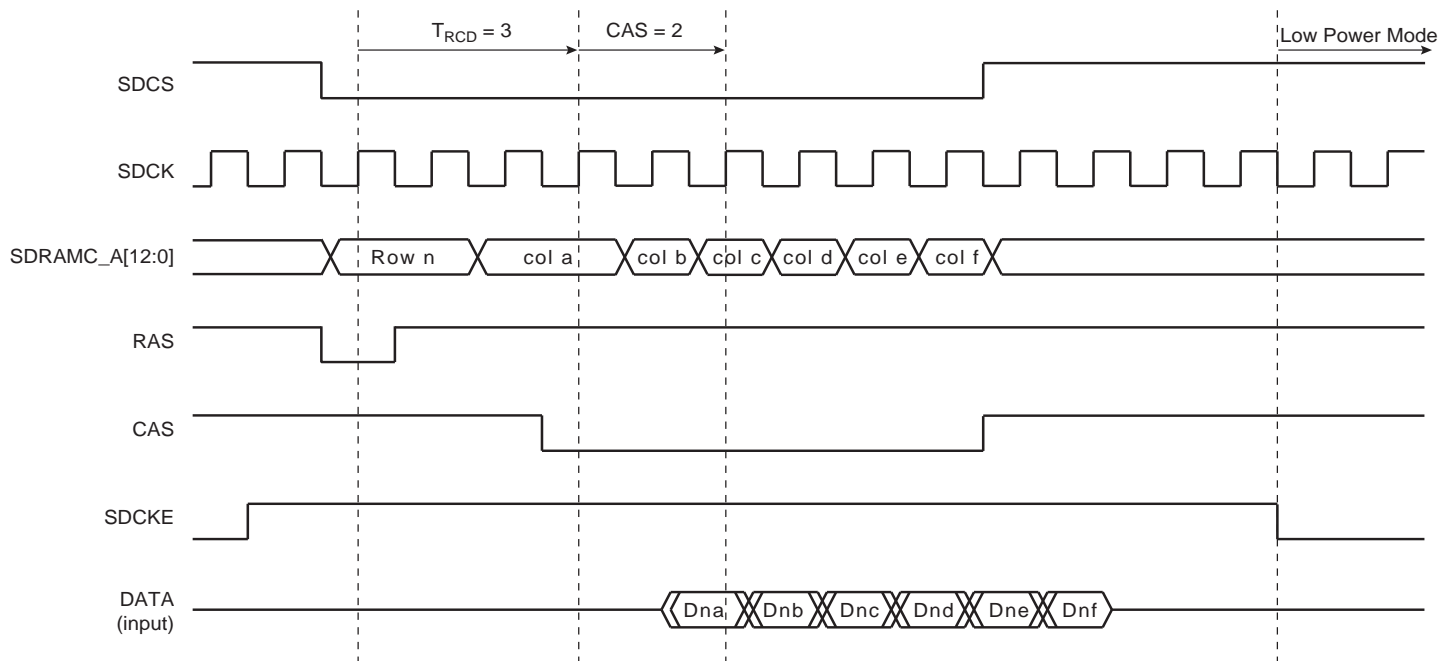 TRCD = 3
CAS = 2
Low Power Mode
SDCS
SDCK
SDRAMC_A[12:0]
Row n
col a
col b
col c
col d
col e
col f
RAS
CAS
SDCKE
DATA
(input)
Dna
Dnb
Dnc
Dnd
Dne
Dnf